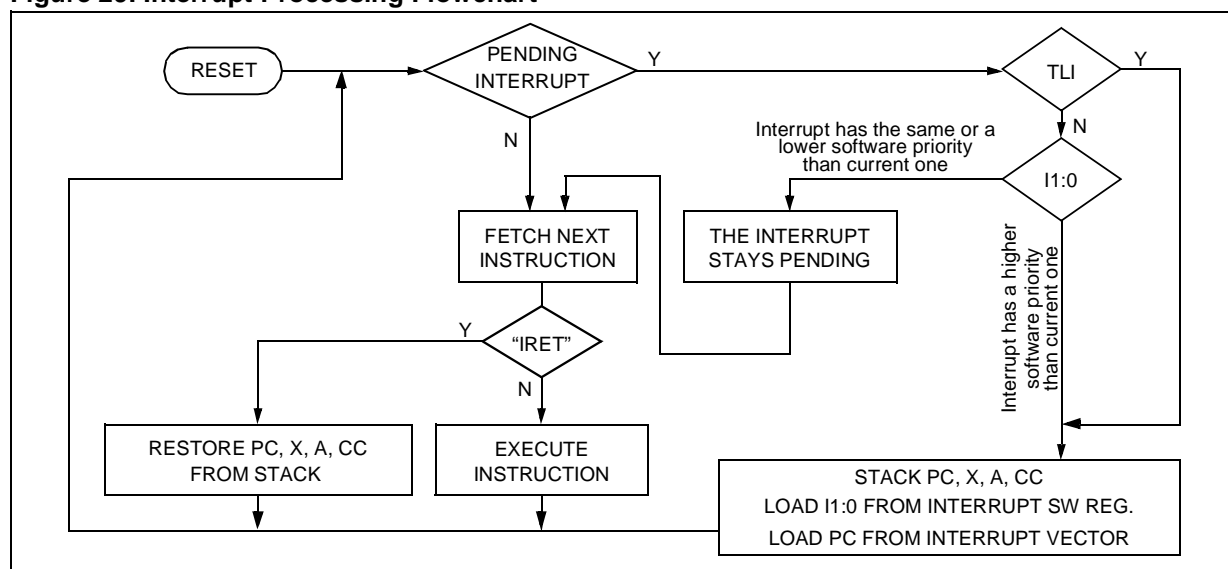 Figure Interrupt Processing Flowchart
RESET
PENDING
INTERRUPT
Y
TLI
Y
N
N
Interrupt has the same or a
lower software priority
than current one
I1:0
FETCH NEXT
INSTRUCTION
THE INTERRUPT
STAYS PENDING
Interrupt has a higher
software priority
than current one
Y
“IRET”
N
RESTORE PC, X, A, CC
FROM STACK
EXECUTE
INSTRUCTION
STACK PC, X, A, CC
LOAD I1:0 FROM INTERRUPT SW REG.
LOAD PC FROM INTERRUPT VECTOR